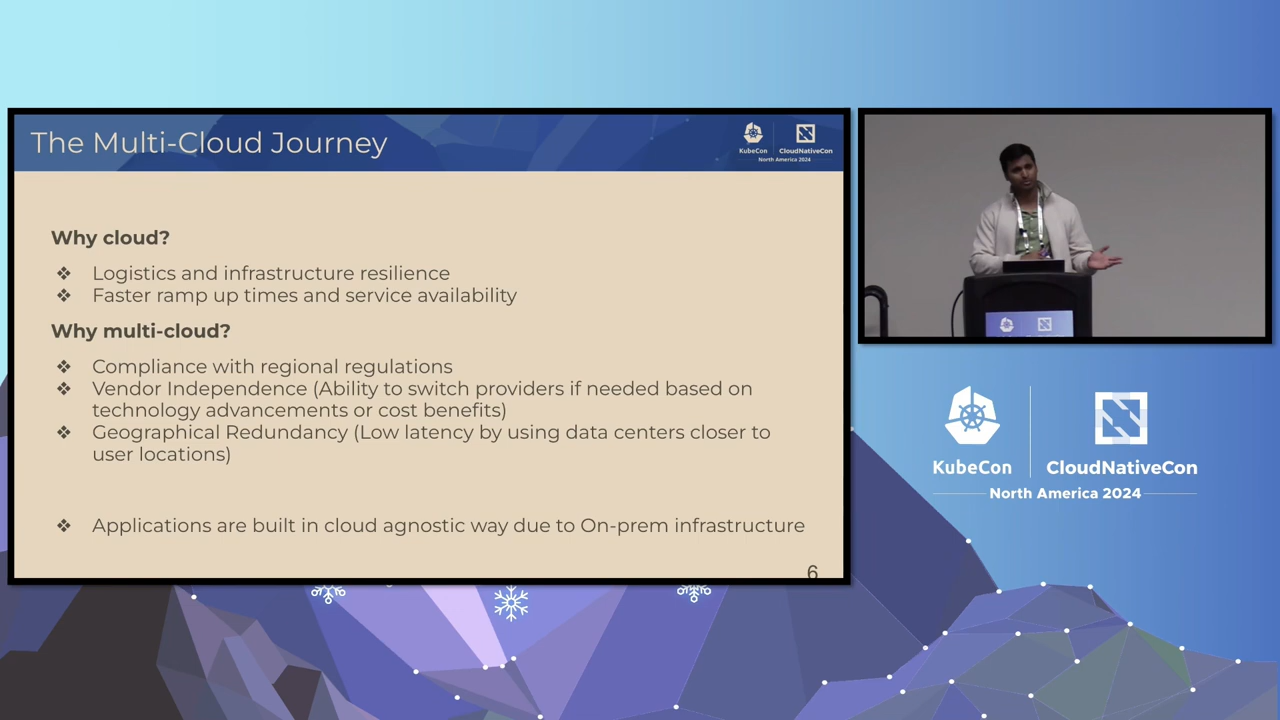 The Multi-Cloud Journey
KubeCon
CloudNativeCon
North America 2024
Why cloud?
❖ Logistics and infrastructure resilience
❖ Faster ramp up times and service availability
Why multi-cloud?
❖ Compliance with regional regulations
❖ Vendor Independence (Ability to switch providers if needed based on
technology advancements or cost benefits)
❖ Geographical Redundancy (Low latency by using data centers closer to
user locations)
❖ Applications are built in cloud agnostic way due to On-prem infrastructure
6
KubeCon
CloudNativeCon
North America 2024